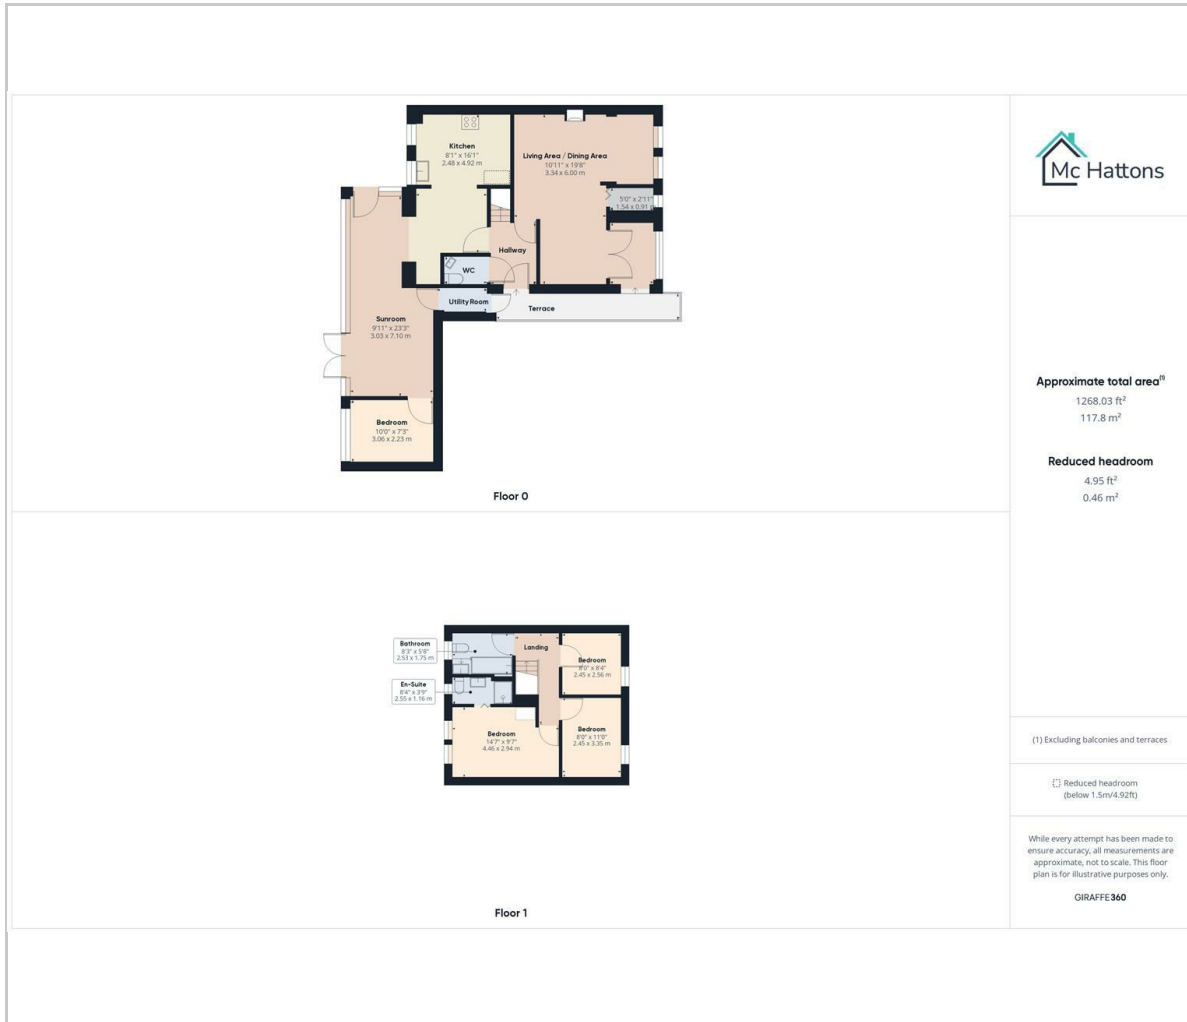 Kitchen
8'1" x 16'1"
2.48 x 4.92 m
Living Area / Dining Area
10'11" x 19'8"
3.34 x 6.00 m
5'0" x 2'11"
1.54 x 0.91
Hallway
WC
Utility Room
Terrace
Sunroom
9'11" x 23'3"
3.03 x 7.10 m
Bedroom
10'0" x 7'3"
3.06 x 2.23 m
Floor 0
Bathroom
8'3" x 5'8"
2.53 x 1.75 m
En-Suite
8'4" x 3'9"
2.55 x 1.16 m
Landing
Bedroom
8'0" x 8'4"
2.45 x 2.56 m
Bedroom
14'7" x 9'7"
4.46 x 2.94 m
Bedroom
8'0" x 11'0"
2.45 x 3.35 m
Floor 1
Mc Hattons
Approximate total area(1)
1268.03 ft²
117.8 m²
Reduced headroom
4.95 ft²
0.46 m²
(1) Excluding balconies and terraces
Reduced headroom
(below 1.5m/4.92ft)
While every attempt has been made to
ensure accuracy, all measurements are
approximate, not to scale. This floor
plan is for illustrative purposes only.
GIRAFFE360